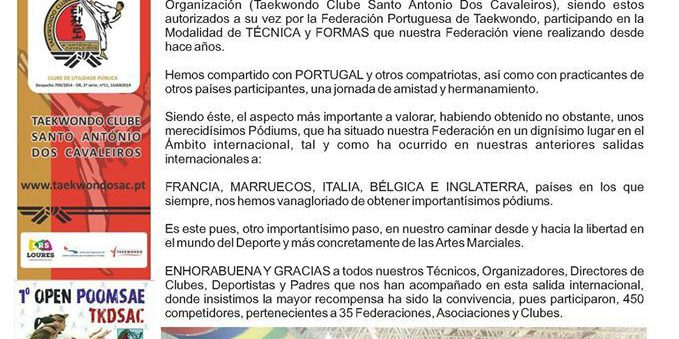 TAEKWONDO CLUBE
CLUBE DE UTILIDADE PÚBLICA
TAEKWONDO CLUBE
SANTO ANTÓNIO
DOS CAVALEIROS
www.taekwondosac.pt
LOURES
TAEKWONDO
1º OPEN POOMSAE
TKDSAC
Organización (Taekwondo Clube Santo Antonio Dos Cavaleiros), siendo estos
autorizados a su vez por la Federación Portuguesa de Taekwondo, participando en la
Modalidad de TÉCNICA y FORMAS que nuestra Federación viene realizando desde
hace años.
Hemos compartido con PORTUGAL y otros compatriotas, así como con practicantes de
otros países participantes, una jornada de amistad y hermanamiento.
Siendo éste, el aspecto más importante a valorar, habiendo obtenido no obstante, unos
merecidísimos Pódiums, que ha situado nuestra Federación en un dignísimo lugar en el
Ámbito internacional, tal y como ha ocurrido en nuestras anteriores salidas
internacionales a:
FRANCIA, MARRUECOS, ITALIA, BÉLGICA E INGLATERRA, países en los que
siempre, nos hemos vanagloriado de obtener importantísimos pódiums.
Es este pues, otro importantísimo paso, en nuestro caminar desde y hacia la libertad en
el mundo del Deporte y más concretamente de las Artes Marciales.
ENHORABUENA Y GRACIAS a todos nuestros Técnicos, Organizadores, Directores de
Clubes, Deportistas y Padres que nos han acompañado en esta salida internacional,
donde insistimos la mayor recompensa ha sido la convivencia, pues participaron, 450
competidores, pertenecientes a 35 Federaciones, Asociaciones y Clubes.